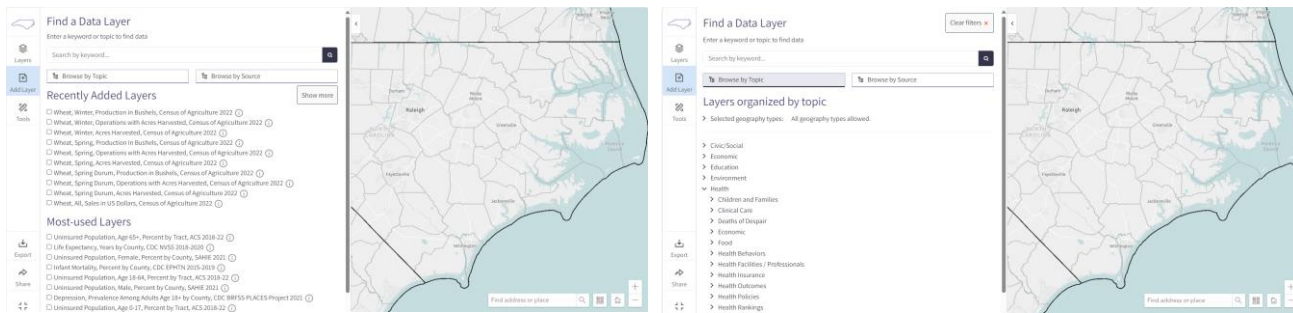 Find a Data Layer
Enter a keyword or topic to find data
Search by keyword...
Browse by Topic
Browse by Source
Layers
Add Layer
Tools
Export
Share
Recently Added Layers
Show more
Wheat, Winter, Production in Bushels, Census of Agriculture 2022
Wheat, Winter, Operations with Acres Harvested, Census of Agriculture 2022
Wheat, Winter, Acres Harvested, Census of Agriculture 2022
Wheat, Spring, Production in Bushels, Census of Agriculture 2022
Wheat, Spring, Operations with Acres Harvested, Census of Agriculture 2022
Wheat, Spring, Acres Harvested, Census of Agriculture 2022
Wheat, Spring Durum, Production in Bushels, Census of Agriculture 2022
Wheat, Spring Durum, Operations with Acres Harvested, Census of Agriculture 2022
Wheat, Spring Durum, Acres Harvested, Census of Agriculture 2022
Wheat, All, Sales in US Dollars, Census of Agriculture 2022
Most-used Layers
Uninsured Population, Age 65+, Percent by Tract, ACS 2018-22
Life Expectancy, Years by County, CDC NVSS 2018-2020
Uninsured Population, Female, Percent by County, SAHIE 2021
Infant Mortality, Percent by County, CDC EPHTN 2015-2019
Uninsured Population, Age 18-64, Percent by Tract, ACS 2018-22
Uninsured Population, Male, Percent by County, SAHIE 2021
Depression, Prevalence Among Adults Age 18+ by County, CDC BRFSS PLACES Project 2021
Uninsured Population, Age 0-17, Percent by Tract, ACS 2018-22
Durham
Rocky Mount
Raleigh
Greenville
Fayetteville
Jacksonville
Wilmington
Find address or place
Find a Data Layer
Clear filters ×
Enter a keyword or topic to find data
Search by keyword...
Browse by Topic
Browse by Source
Layers
Add Layer
Tools
Export
Share
Layers organized by topic
Selected geography types: All geography types allowed.
Civic/Social
Economic
Education
Environment
Health
Children and Families
Clinical Care
Deaths of Despair
Economic
Food
Health Behaviors
Health Facilities / Professionals
Health Insurance
Health Outcomes
Health Policies
Health Rankings
Durham
Rocky Mount
Raleigh
Greenville
Fayetteville
Jacksonville
Wilmington
Find address or place